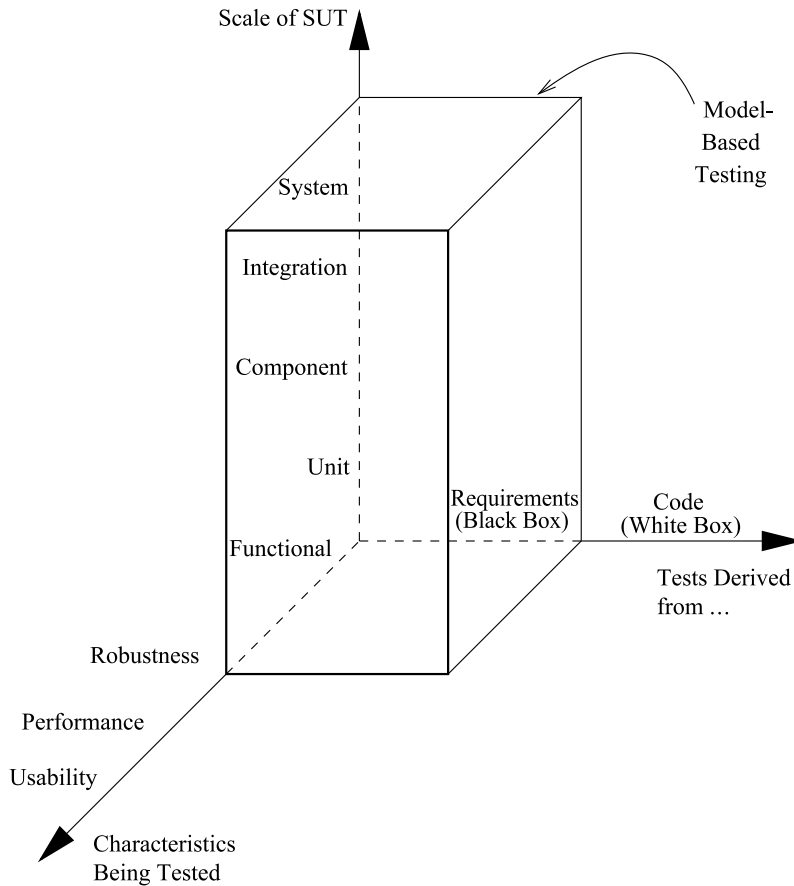 Scale of SUT
Model-
Based
Testing
System
Integration
Component
Unit
Requirements
(Black Box)
Code
(White Box)
Functional
Tests Derived
from ...
Robustness
Performance
Usability
Characteristics
Being Tested